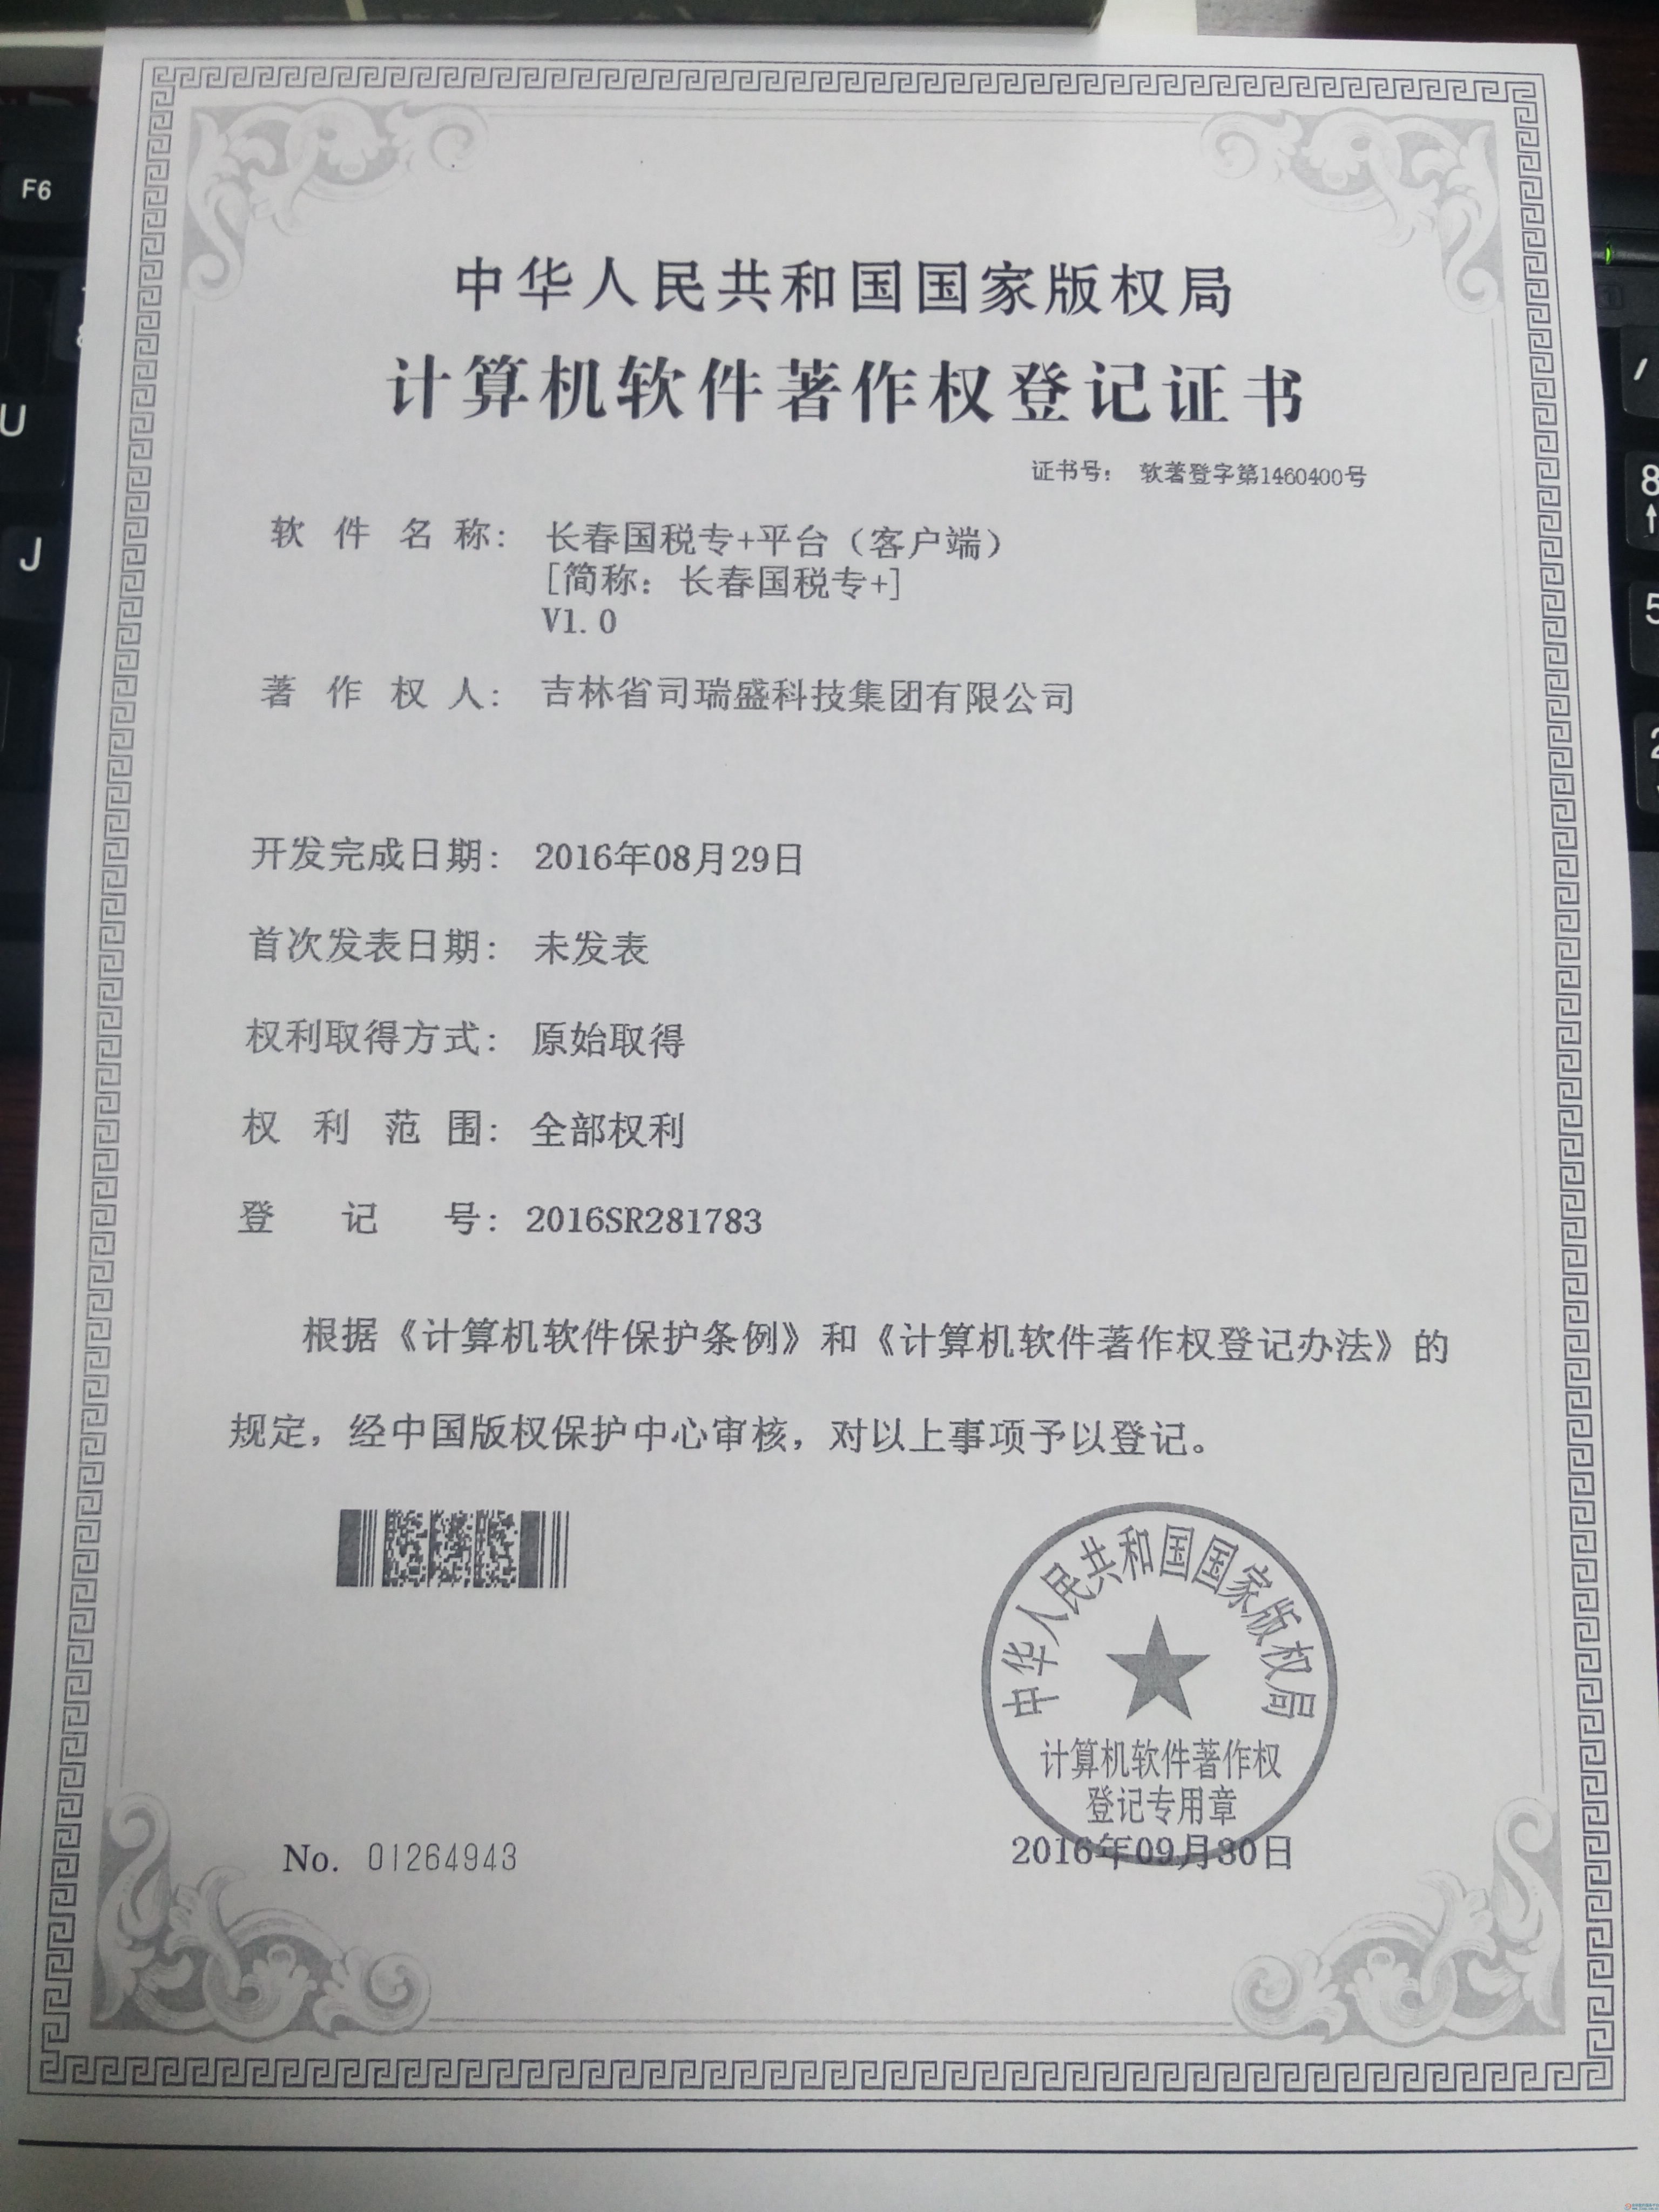 中华人民共和国国家版权局
计算机软件著作权登记证书
证书号： 软著登字第1460400号
软件名称： 长春国税专+平台（客户端）
[简称：长春国税专+]
V1.0
著作权人： 吉林省司瑞盛科技集团有限公司
开发完成日期： 2016年08月29日
首次发表日期： 未发表
权利取得方式： 原始取得
权利范围： 全部权利
登记号： 2016SR281783
根据《计算机软件保护条例》和《计算机软件著作权登记办法》的
规定，经中国版权保护中心审核，对以上事项予以登记。
中华人民共和国国家版权局
计算机软件著作权
登记专用章
No. 01264943
2016年09月30日
F6
U
J
8
5
2